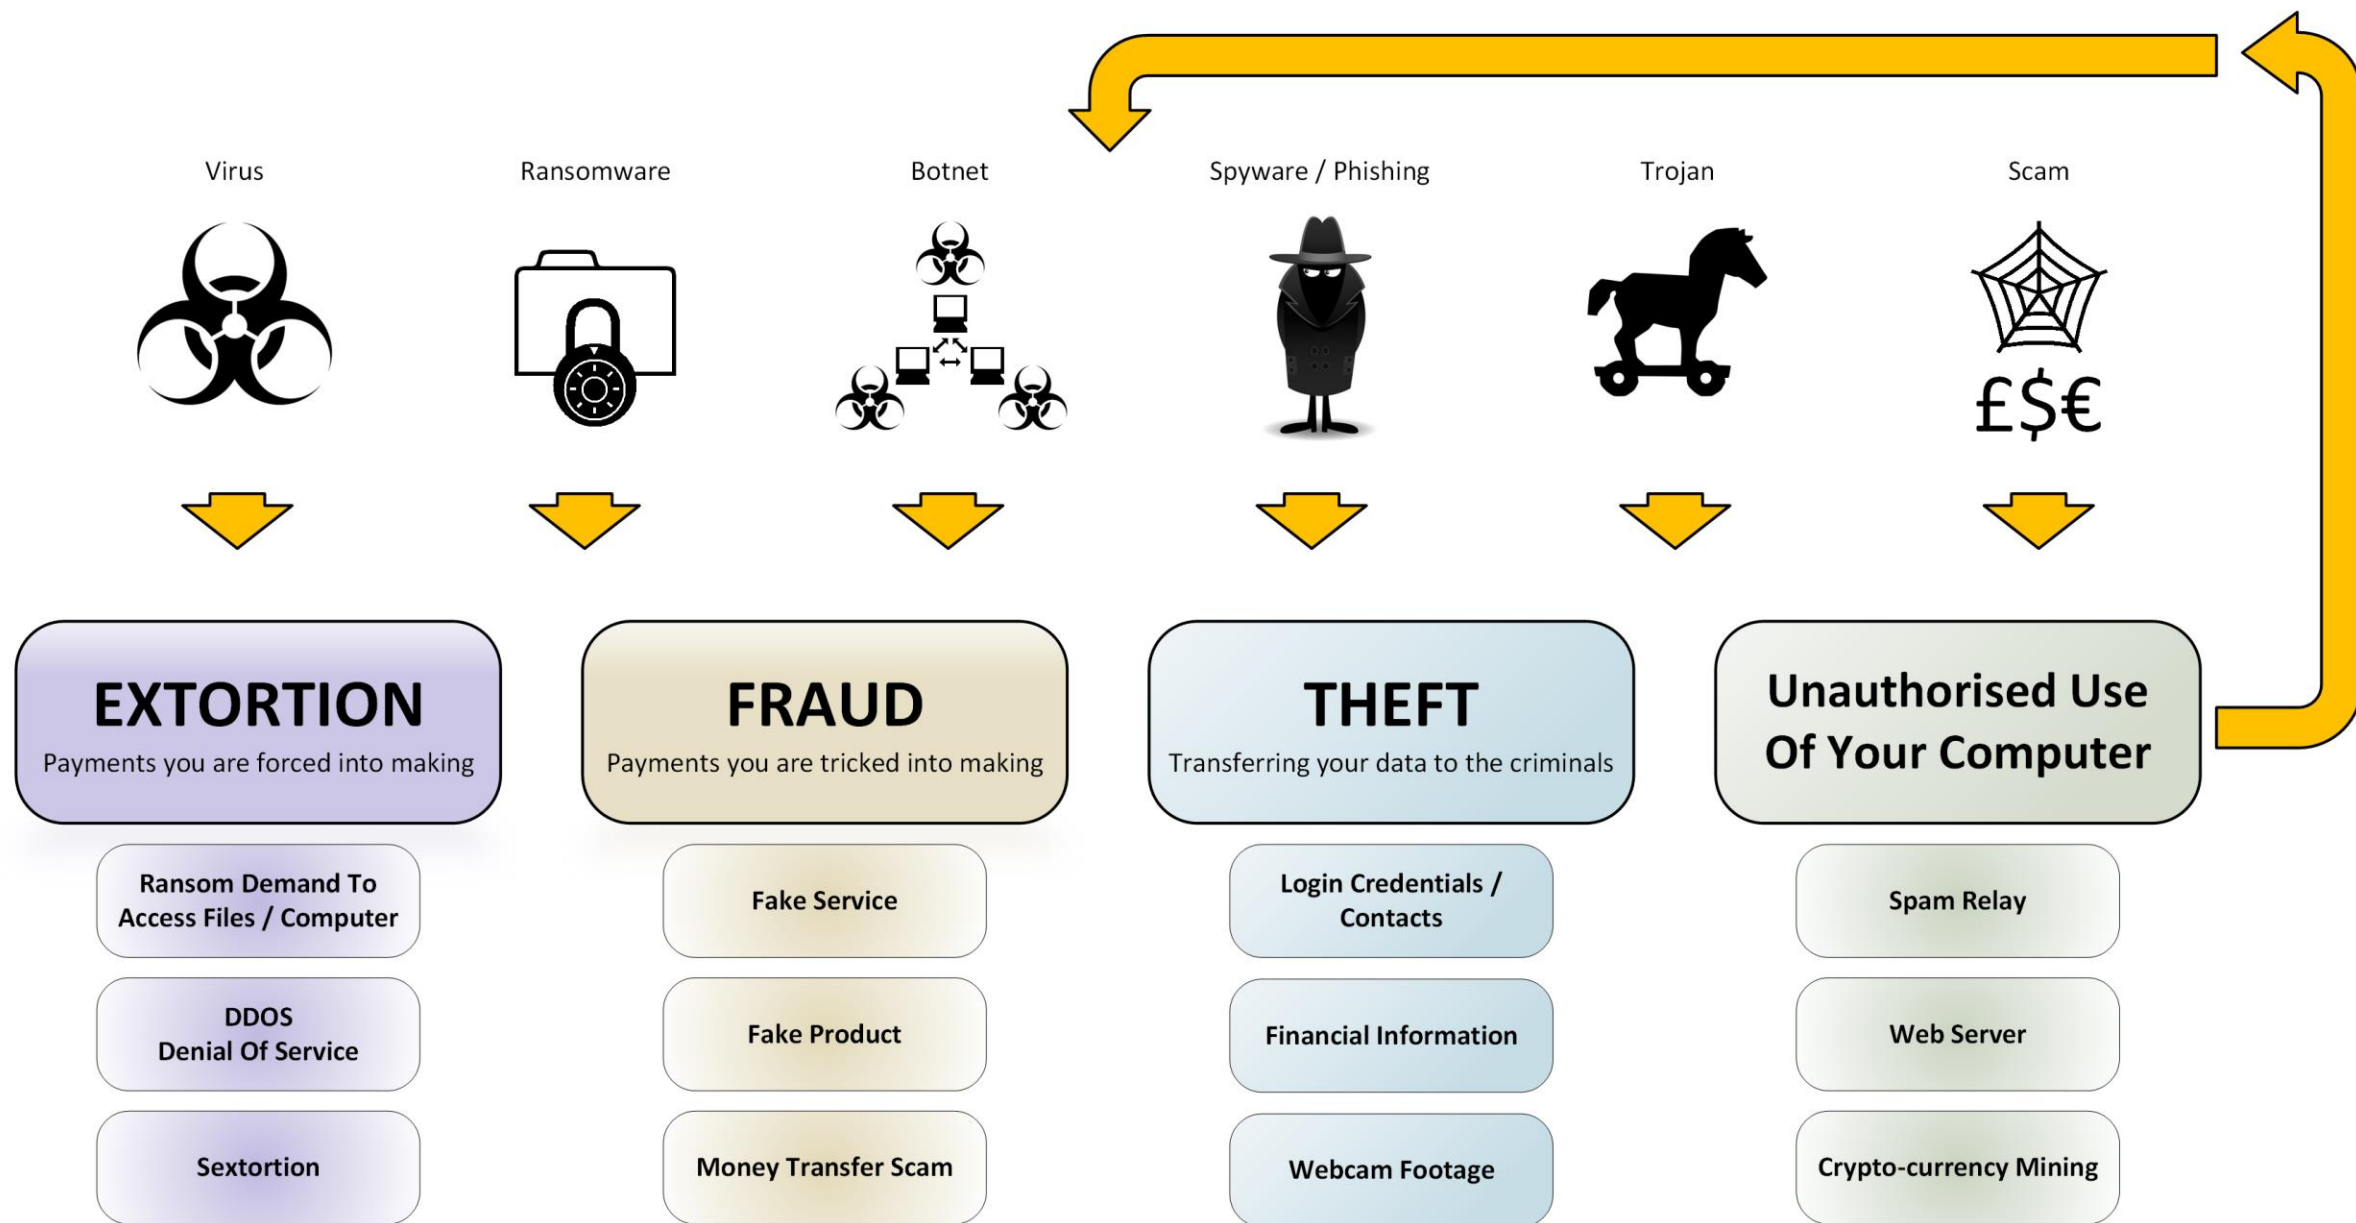 Virus
Ransomware
Botnet
Spyware / Phishing
Trojan
Scam
£$€
EXTORTION
Payments you are forced into making
FRAUD
Payments you are tricked into making
THEFT
Transferring your data to the criminals
Unauthorised Use
Of Your Computer
Ransom Demand To
Access Files / Computer
Fake Service
Login Credentials /
Contacts
Spam Relay
DDOS
Denial Of Service
Fake Product
Financial Information
Web Server
Sextortion
Money Transfer Scam
Webcam Footage
Crypto-currency Mining